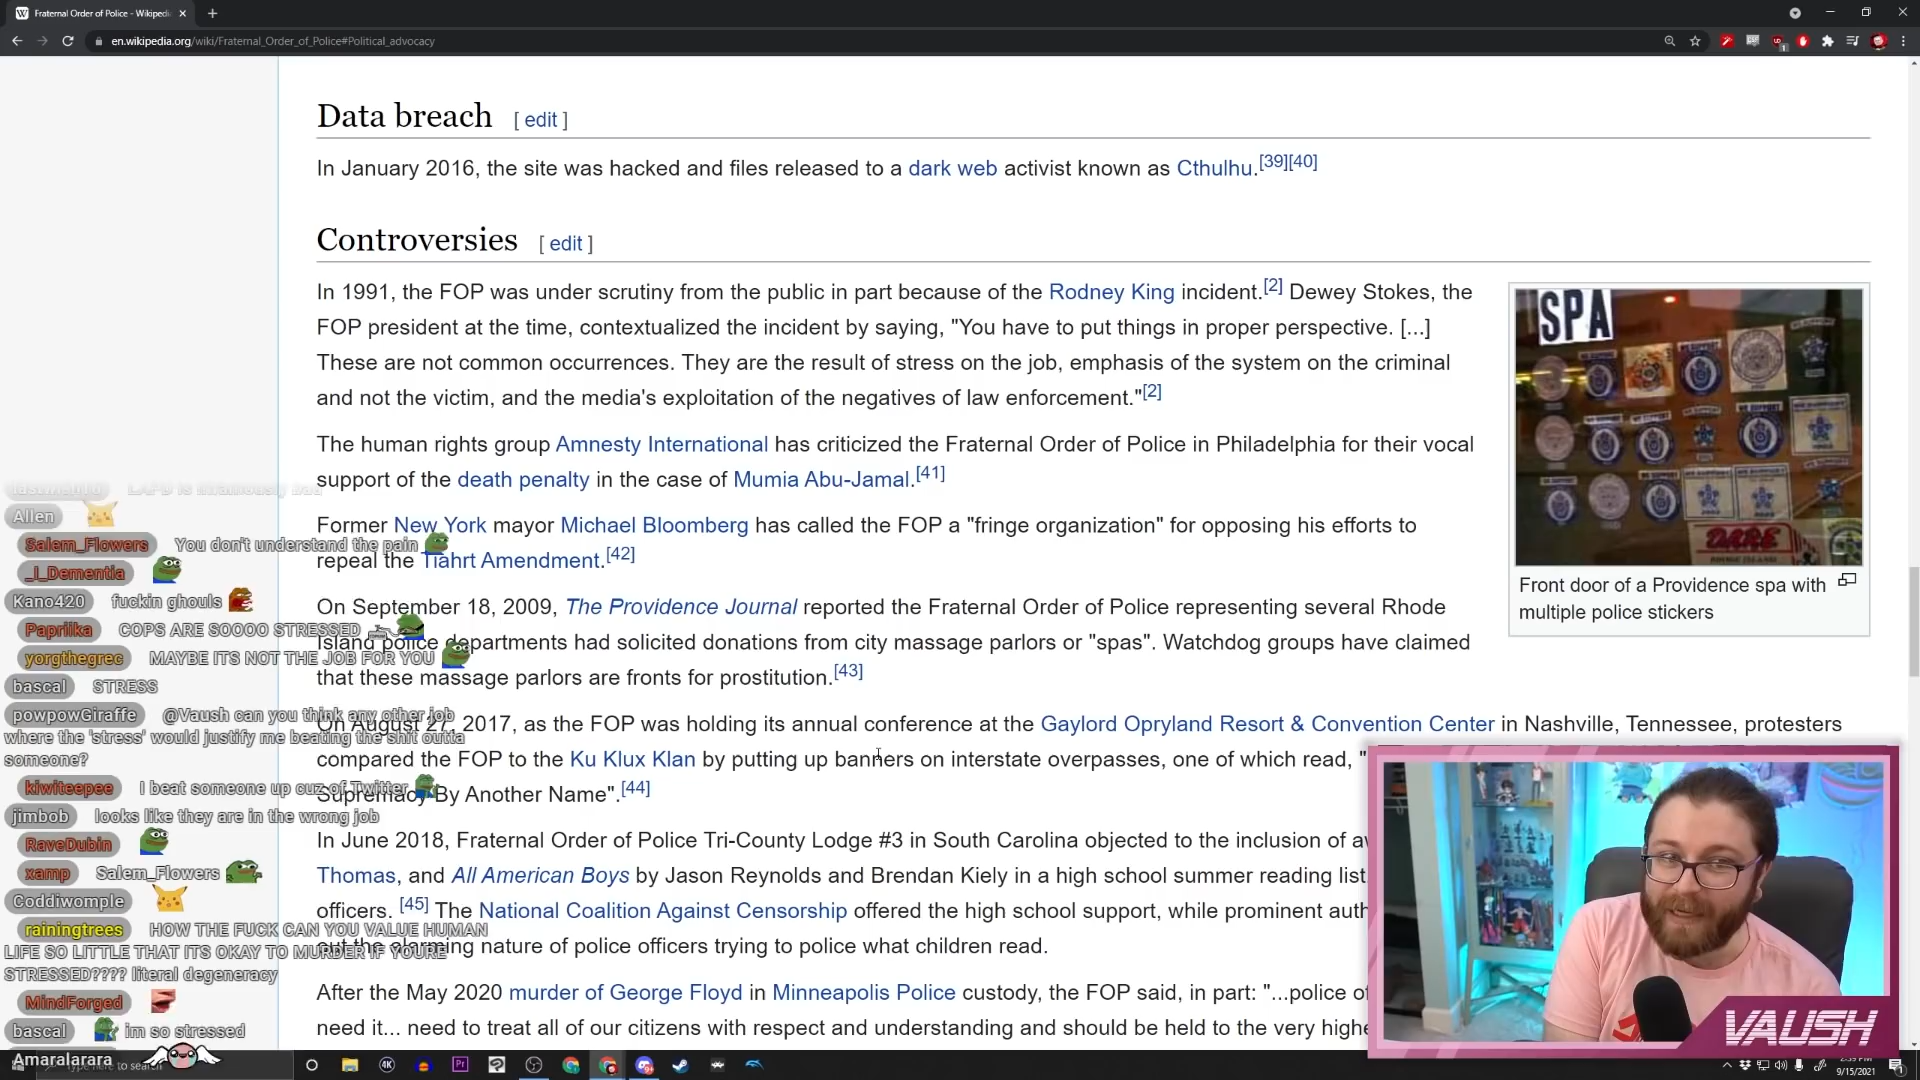 Fraternal Order of Police - Wikipedi
en.wikipedia.org/wiki/Fraternal_Order_of_Police#Political_advocacy
Data breach [ edit ]
In January 2016, the site was hacked and files released to a dark web activist known as Cthulhu.[39][40]
Controversies [ edit ]
In 1991, the FOP was under scrutiny from the public in part because of the Rodney King incident.[2] Dewey Stokes, the
FOP president at the time, contextualized the incident by saying, "You have to put things in proper perspective. [...]
These are not common occurrences. They are the result of stress on the job, emphasis of the system on the criminal
and not the victim, and the media's exploitation of the negatives of law enforcement."[2]
The human rights group Amnesty International has criticized the Fraternal Order of Police in Philadelphia for their vocal
support of the death penalty in the case of Mumia Abu-Jamal.[41]
Former New York mayor Michael Bloomberg has called the FOP a "fringe organization" for opposing his efforts to
repeal the Tiahrt Amendment.[42]
On September 18, 2009, The Providence Journal reported the Fraternal Order of Police representing several Rhode
Island police departments had solicited donations from city massage parlors or "spas". Watchdog groups have claimed
that these massage parlors are fronts for prostitution.[43]
On August 27, 2017, as the FOP was holding its annual conference at the Gaylord Opryland Resort & Convention Center in Nashville, Tennessee, protesters
compared the FOP to the Ku Klux Klan by putting up banners on interstate overpasses, one of which read, "
Supremacy By Another Name".[44]
In June 2018, Fraternal Order of Police Tri-County Lodge #3 in South Carolina objected to the inclusion of
Thomas, and All American Boys by Jason Reynolds and Brendan Kiely in a high school summer reading list
officers. [45] The National Coalition Against Censorship offered the high school support, while prominent auth
out the alarming nature of police officers trying to police what children read.
After the May 2020 murder of George Floyd in Minneapolis Police custody, the FOP said, in part: "...police of
need it... need to treat all of our citizens with respect and understanding and should be held to the very highe
SPA
DARE
Front door of a Providence spa with
multiple police stickers
LAPD is infamously bad
Allen
Salem_Flowers You don't understand the pain
_I_Dementia
Kano420 fuckin ghouls
Papriika COPS ARE SOOOO STRESSED
yorgthegrec MAYBE ITS NOT THE JOB FOR YOU
bascal STRESS
powpowGiraffe @Vaush can you think any other job
where the 'stress' would justify me beating the shit outta
someone?
kiwiteepee I beat someone up cuz of Twitter
jimbob looks like they are in the wrong job
RaveDubin
xamp Salem_Flowers
Coddiwomple
rainingtrees HOW THE FUCK CAN YOU VALUE HUMAN
LIFE SO LITTLE THAT ITS OKAY TO MURDER IF YOURE
STRESSED???? literal degeneracy
MindForged
bascal im so stressed
Amaralarara
Type here to search
VAUSH
9/15/2021